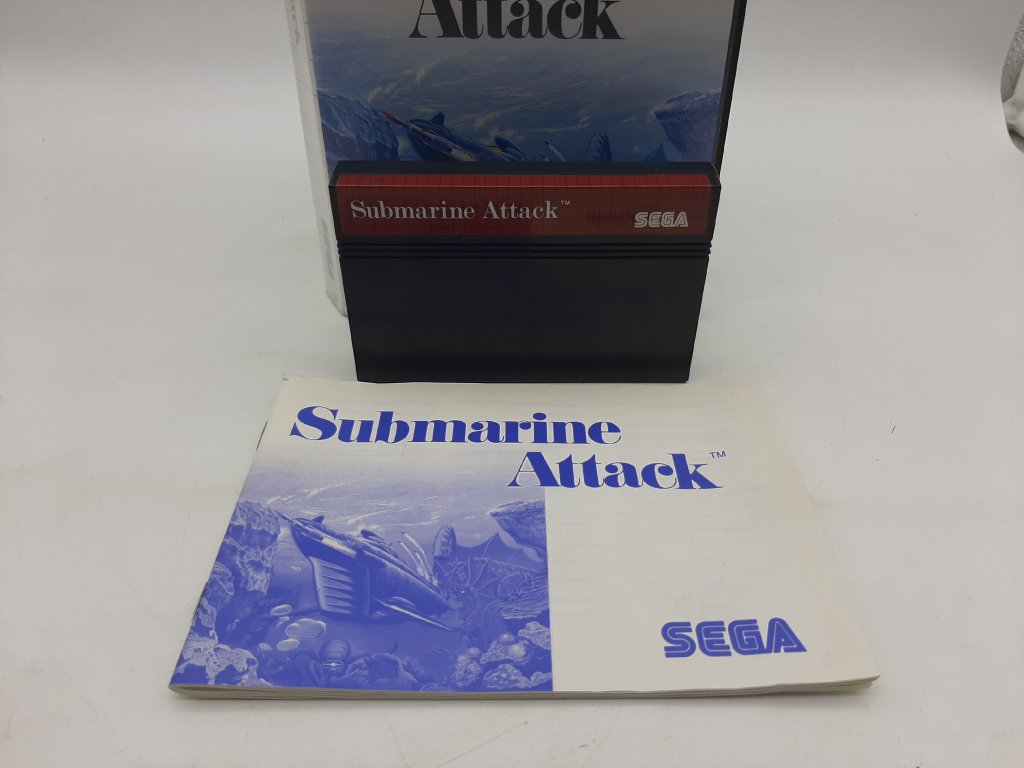 Attack
Submarine Attack™
SEGA
Submarine
Attack™
SEGA